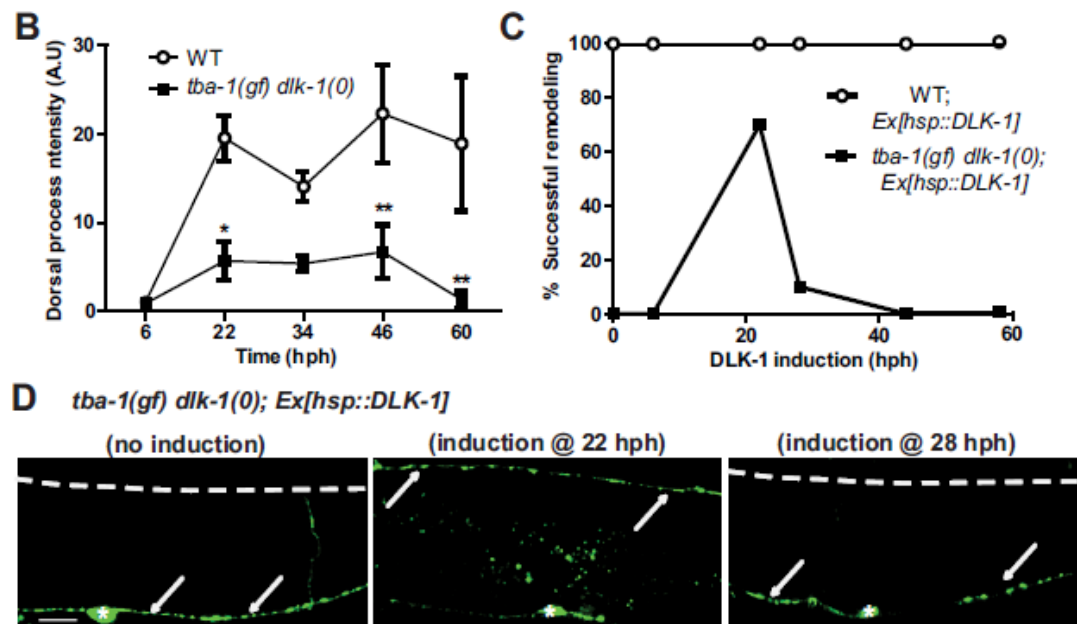 B
30
20
10
0
Dorsal process ntensity (A.U)
WT
tba-1(gf) dlk-1(0)
*
**
**
6 22 34 46 60
Time (hph)
C
100
80
60
40
20
0
% Successful remodeling
WT;
Ex[hsp::DLK-1]
tba-1(gf) dlk-1(0);
Ex[hsp::DLK-1]
0 20 40 60
DLK-1 induction (hph)
D tba-1(gf) dlk-1(0); Ex[hsp::DLK-1]
(no induction) (induction @ 22 hph) (induction @ 28 hph)
* * *